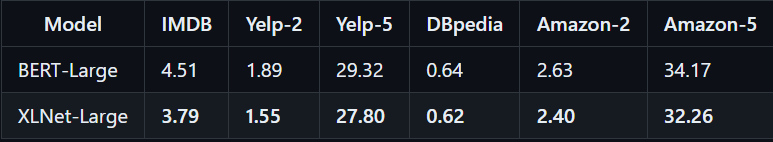 Model IMDB Yelp-2 Yelp-5 DBpedia Amazon-2 Amazon-5
BERT-Large 4.51 1.89 29.32 0.64 2.63 34.17
XLNet-Large 3.79 1.55 27.80 0.62 2.40 32.26